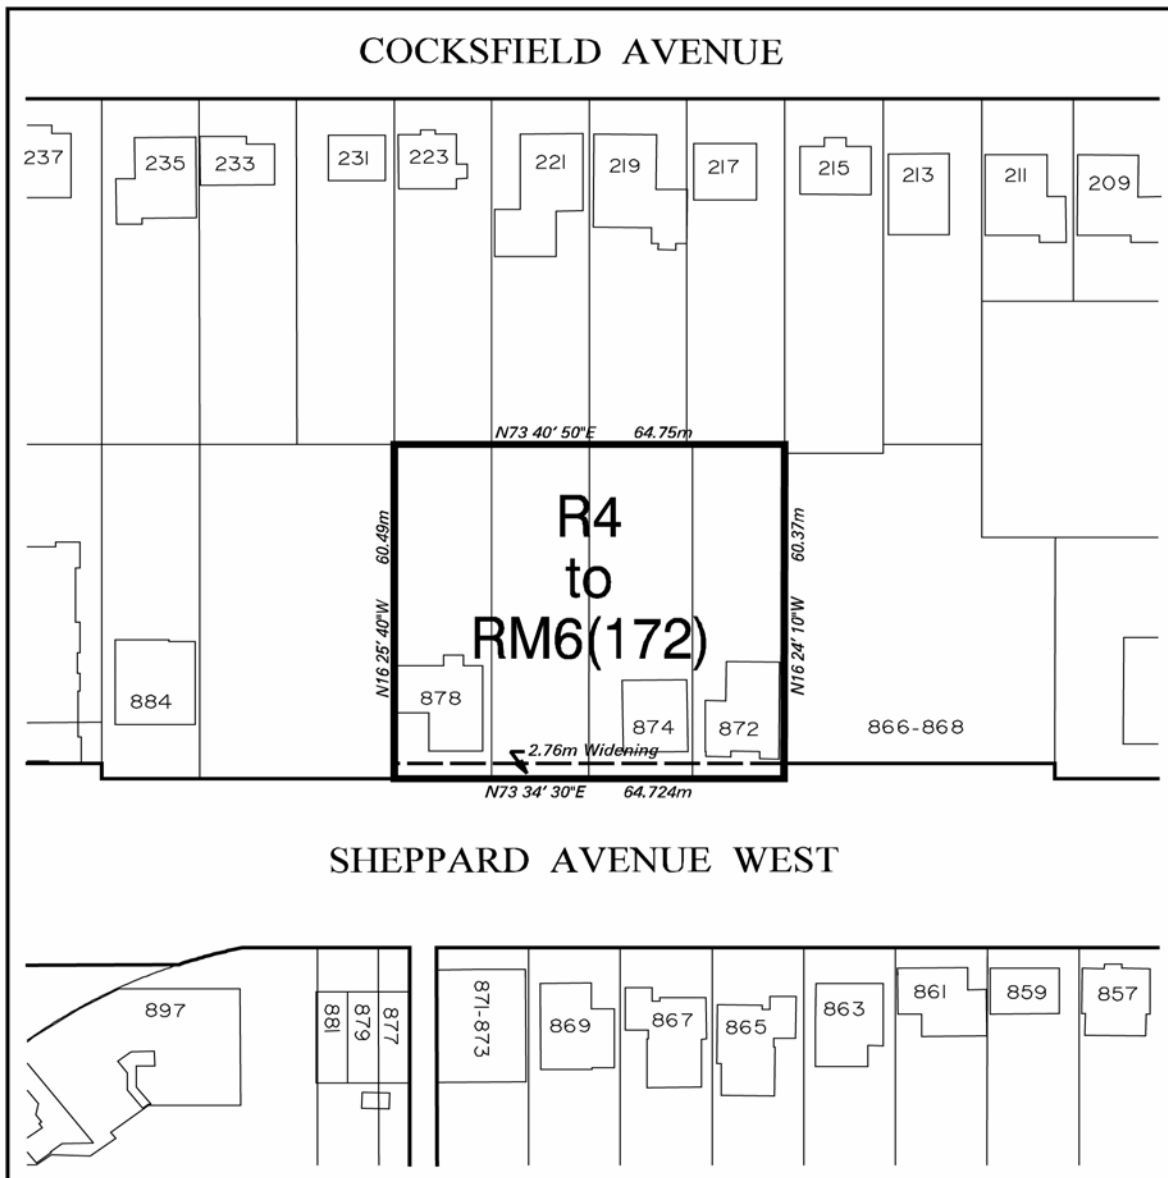 COCKSFIELD AVENUE
237
235
233
231
223
221
219
217
215
213
211
209
N73 40' 50"E 64.75m
R4
to
RM6(172)
60.49m
N16 25' 40"W
60.37m
N16 24' 10"W
884
878
874
872
866-868
2.76m Widening
N73 34' 30"E 64.724m
SHEPPARD AVENUE WEST
897
881
879
877
871-873
869
867
865
863
861
859
857